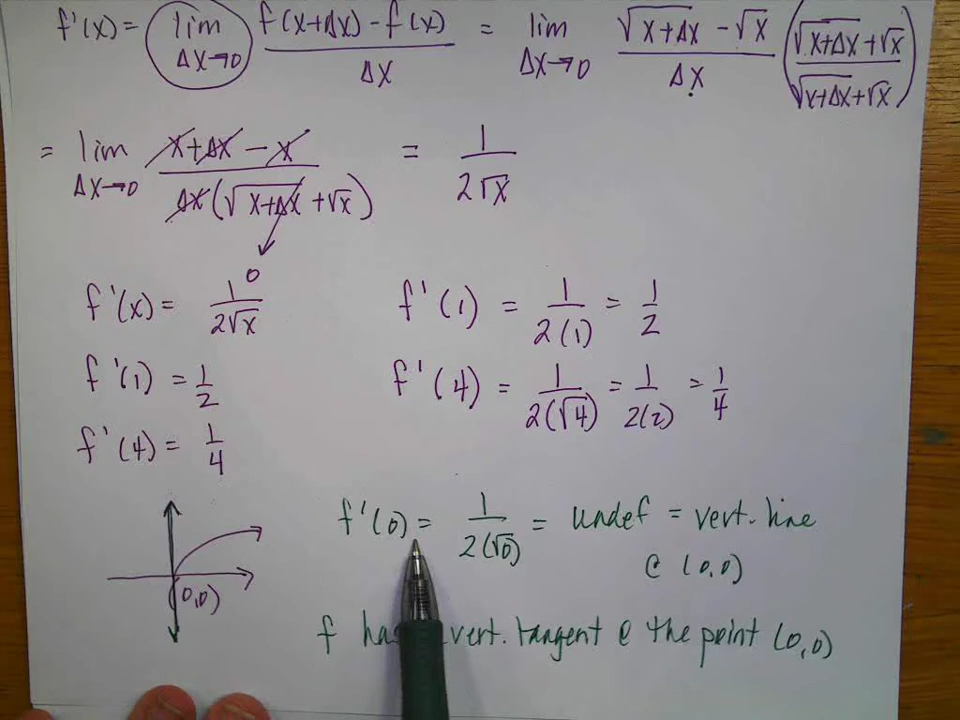 f'(x) = lim Δx→0 f(x+Δx) - f(x) / Δx = lim Δx→0 √x+Δx - √x / Δx (√x+Δx + √x / √x+Δx + √x)
= lim Δx→0 x+Δx - x / Δx(√x+Δx + √x) = 1 / 2√x
0
f'(x) = 1 / 2√x
f'(1) = 1 / 2(1) = 1/2
f'(1) = 1/2
f'(4) = 1 / 2(√4) = 1 / 2(2) = 1/4
f'(4) = 1/4
f'(0) = 1 / 2(√0) = undef = vert. line
@ (0,0)
(0,0)
f vert. tangent @ the point (0,0)